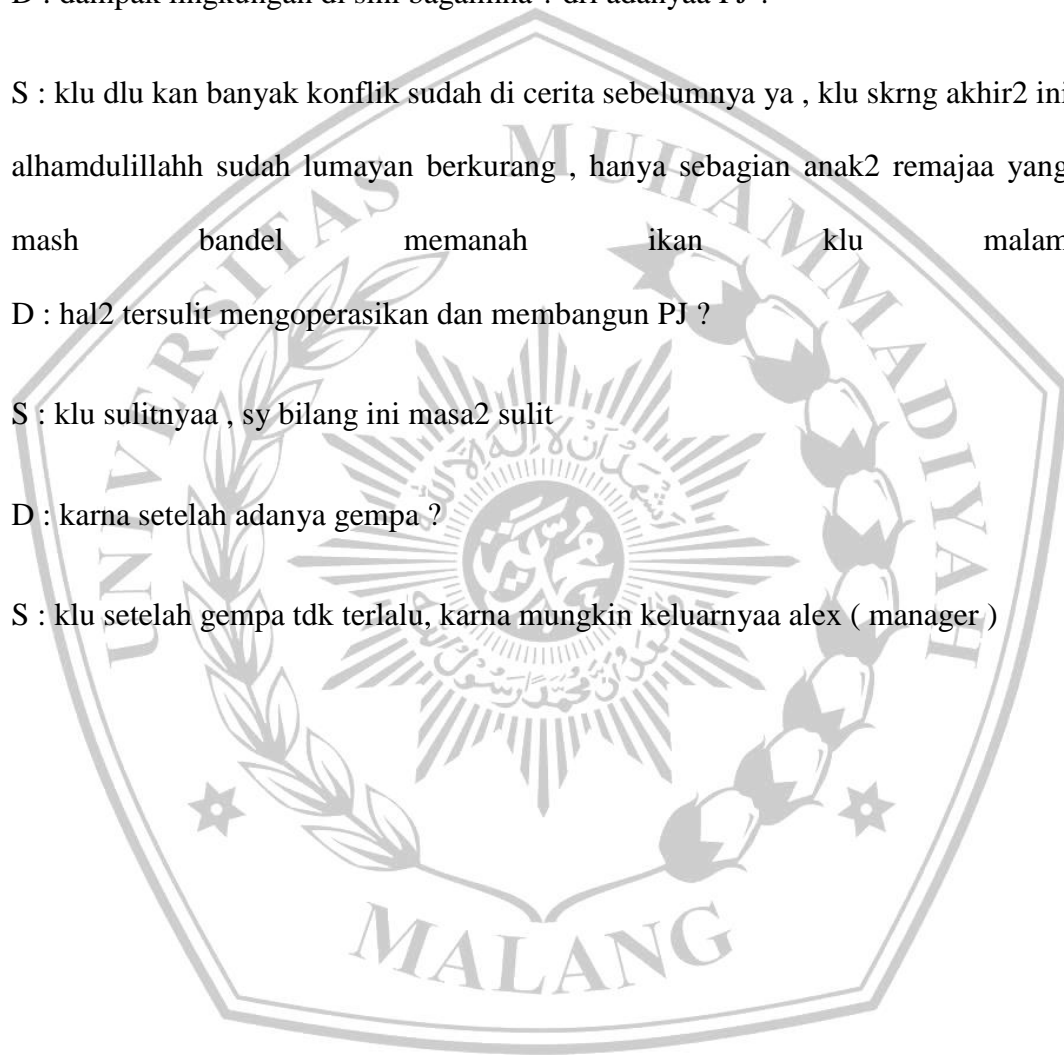 D : dampak lingkungan di sini bagaimna ? dri adanyaa PJ ?
S : klu dlu kan banyak konflik sudah di cerita sebelumnya ya , klu skrng akhir2 ini
alhamdulillahh sudah lumayan berkurang , hanya sebagian anak2 remajaa yang
mash bandel memanah ikan klu malam
D : hal2 tersulit mengoperasikan dan membangun PJ ?
S : klu sulitnyaa , sy bilang ini masa2 sulit
D : karna setelah adanya gempa ?
S : klu setelah gempa tdk terlalu, karna mungkin keluarnyaa alex ( manager )
UNIVERSITAS MUHAMMADIYAH
MALANG